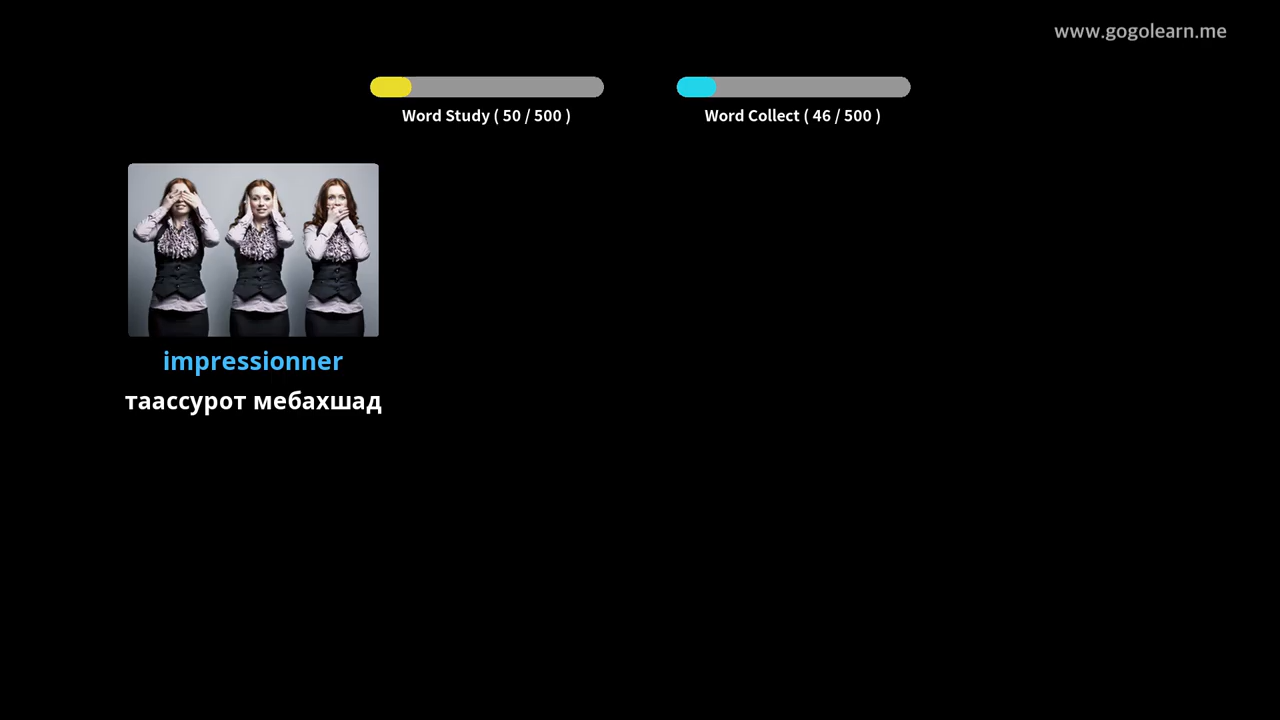 www.gogolearn.me
Word Study ( 50 / 500 )
Word Collect ( 46 / 500 )
impressionner
таассурот мебахшад